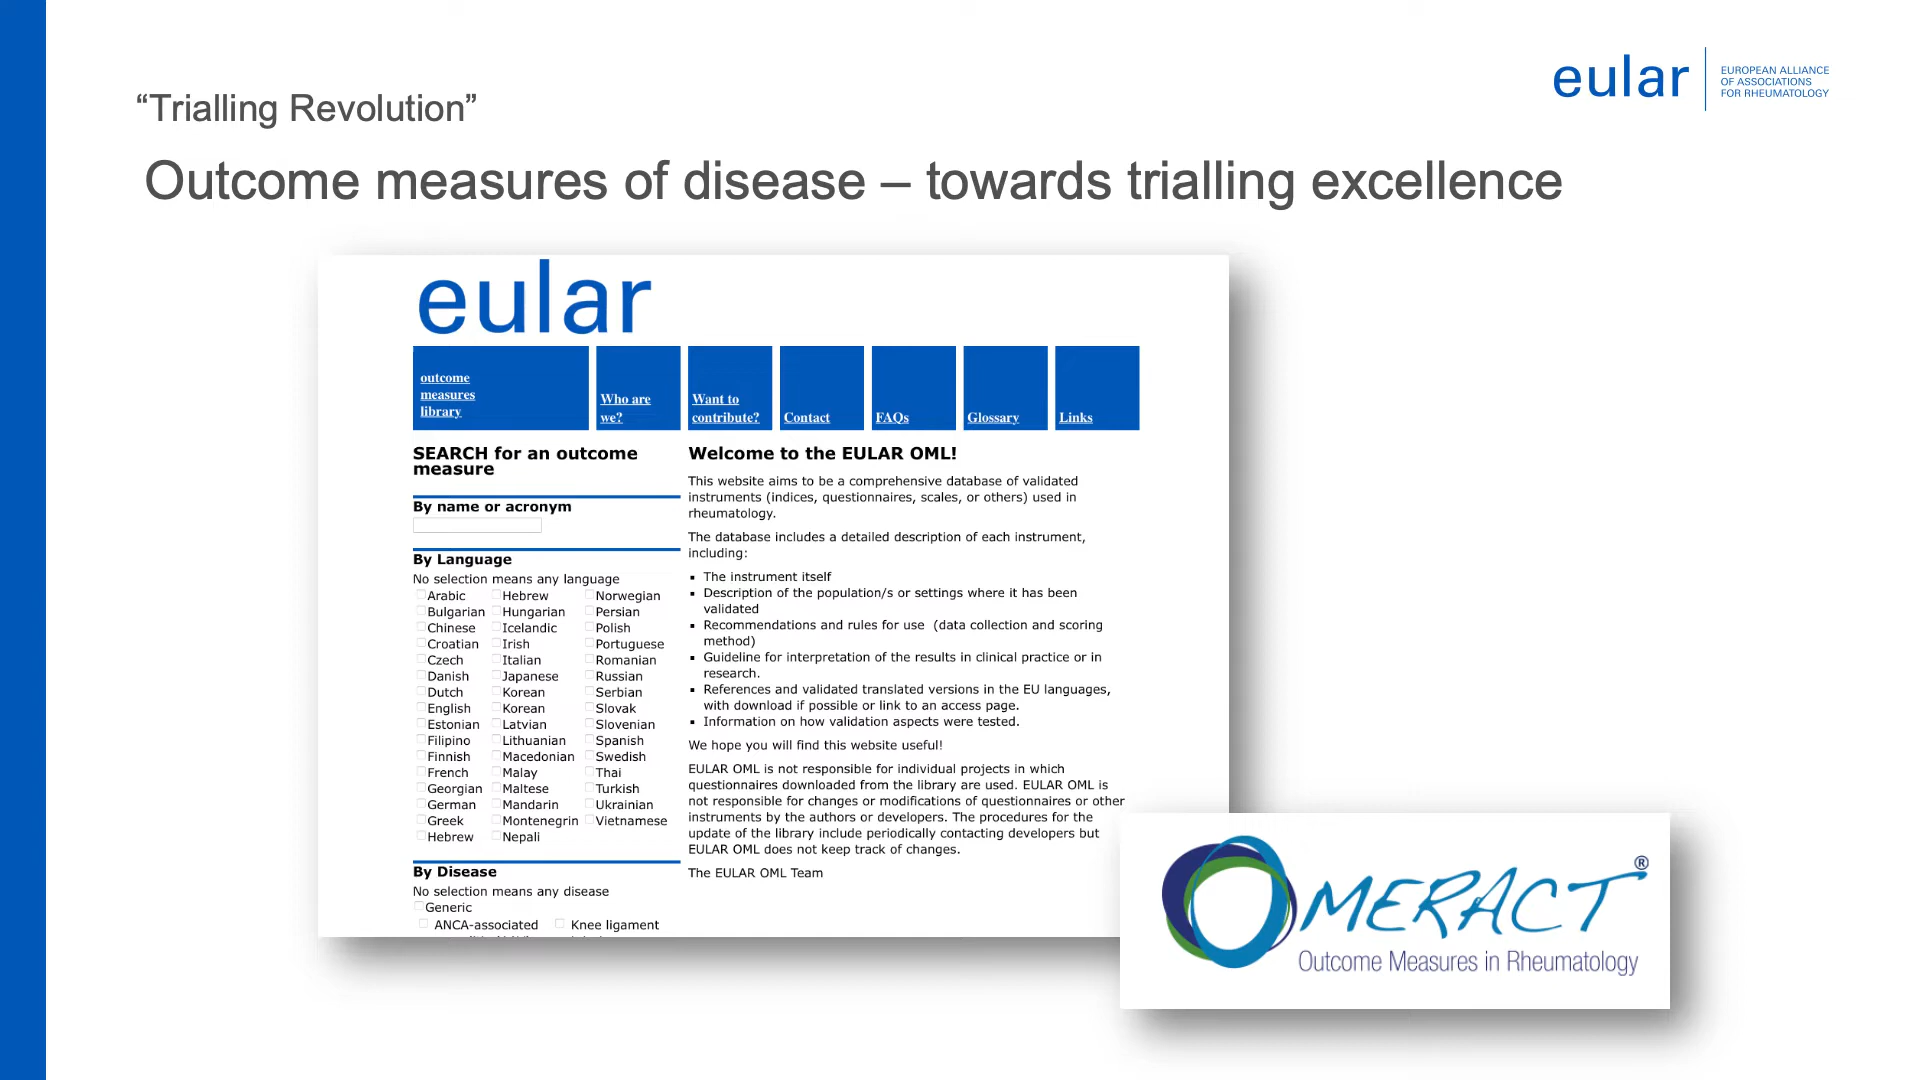 “Trialling Revolution”
eular
EUROPEAN ALLIANCE
OF ASSOCIATIONS
FOR RHEUMATOLOGY
Outcome measures of disease – towards trialling excellence
eular
outcome
measures
library
Who are
we?
Want to
contribute?
Contact
FAQs
Glossary
Links
SEARCH for an outcome
measure
By name or acronym
By Language
No selection means any language
Arabic Hebrew Norwegian
Bulgarian Hungarian Persian
Chinese Icelandic Polish
Croatian Irish Portuguese
Czech Italian Romanian
Danish Japanese Russian
Dutch Korean Serbian
English Korean Slovak
Estonian Latvian Slovenian
Filipino Lithuanian Spanish
Finnish Macedonian Swedish
French Malay Thai
Georgian Maltese Turkish
German Mandarin Ukrainian
Greek Montenegrin Vietnamese
Hebrew Nepali
By Disease
No selection means any disease
Generic
ANCA-associated Knee ligament
Welcome to the EULAR OML!
This website aims to be a comprehensive database of validated
instruments (indices, questionnaires, scales, or others) used in
rheumatology.
The database includes a detailed description of each instrument,
including:
▪ The instrument itself
▪ Description of the population/s or settings where it has been
validated
▪ Recommendations and rules for use (data collection and scoring
method)
▪ Guideline for interpretation of the results in clinical practice or in
research.
▪ References and validated translated versions in the EU languages,
with download if possible or link to an access page.
▪ Information on how validation aspects were tested.
We hope you will find this website useful!
EULAR OML is not responsible for individual projects in which
questionnaires downloaded from the library are used. EULAR OML is
not responsible for changes or modifications of questionnaires or other
instruments by the authors or developers. The procedures for the
update of the library include periodically contacting developers but
EULAR OML does not keep track of changes.
The EULAR OML Team
OMERACT®
Outcome Measures in Rheumatology